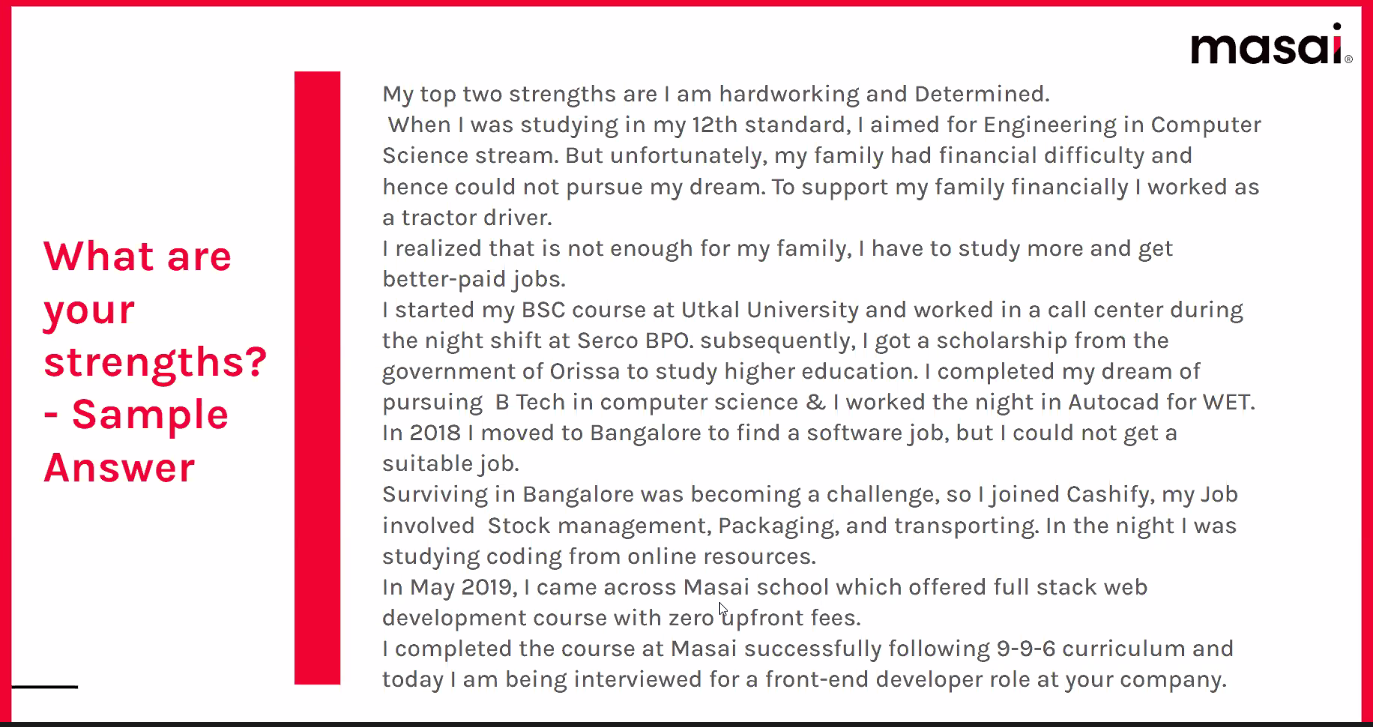 masai®
What are
your
strengths?
- Sample
Answer
My top two strengths are I am hardworking and Determined.
When I was studying in my 12th standard, I aimed for Engineering in Computer
Science stream. But unfortunately, my family had financial difficulty and
hence could not pursue my dream. To support my family financially I worked as
a tractor driver.
I realized that is not enough for my family, I have to study more and get
better-paid jobs.
I started my BSC course at Utkal University and worked in a call center during
the night shift at Serco BPO. subsequently, I got a scholarship from the
government of Orissa to study higher education. I completed my dream of
pursuing  B Tech in computer science & I worked the night in Autocad for WET.
In 2018 I moved to Bangalore to find a software job, but I could not get a
suitable job.
Surviving in Bangalore was becoming a challenge, so I joined Cashify, my Job
involved  Stock management, Packaging, and transporting. In the night I was
studying coding from online resources.
In May 2019, I came across Masai school which offered full stack web
development course with zero upfront fees.
I completed the course at Masai successfully following 9-9-6 curriculum and
today I am being interviewed for a front-end developer role at your company.